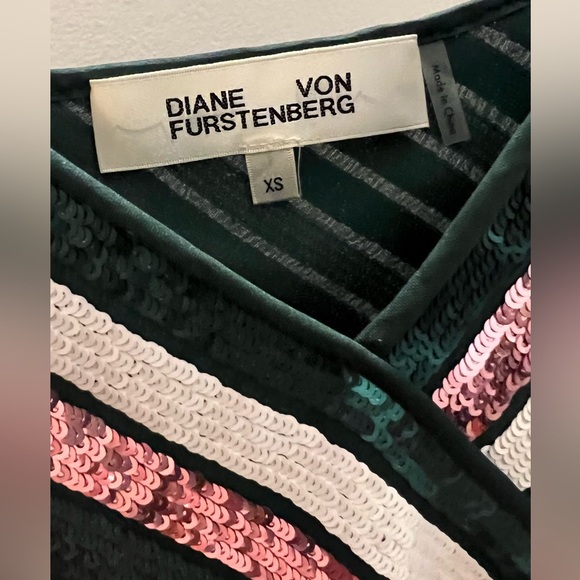 DIANE VON
FURSTENBERG
XS
Made in China